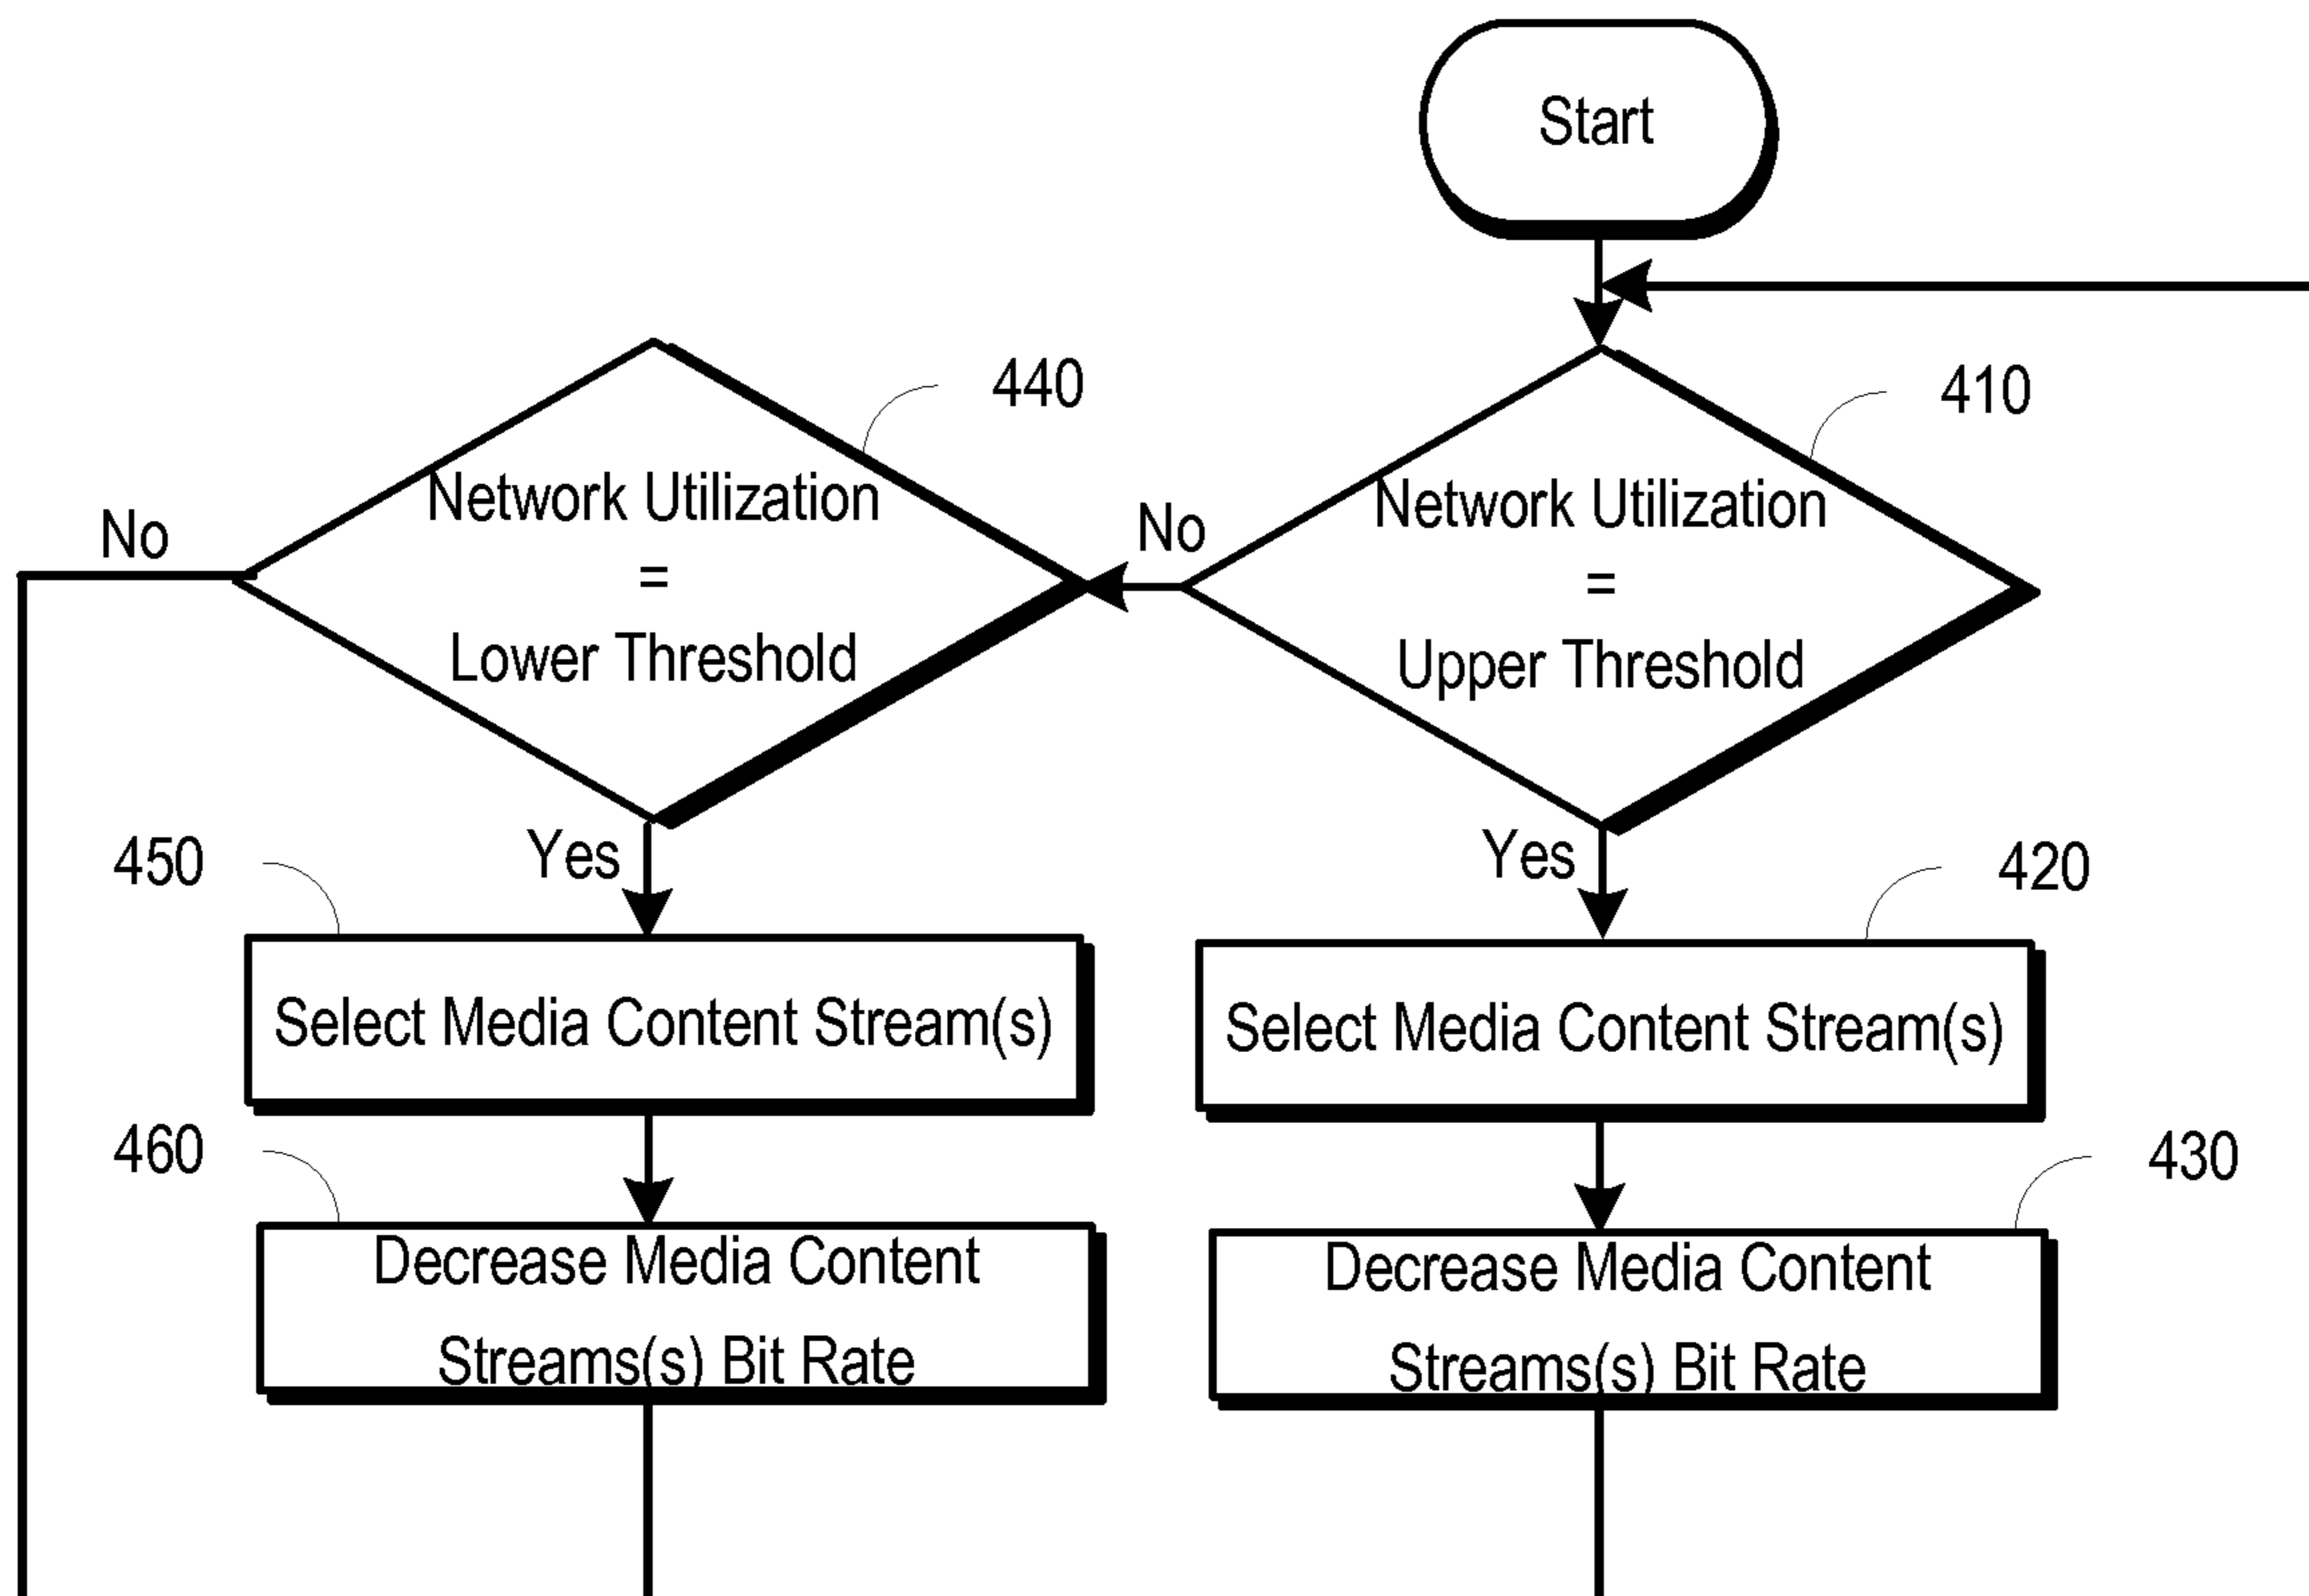 Start
440
410
Network Utilization
=
Lower Threshold
No
Network Utilization
=
Upper Threshold
No
Yes
Yes
450
420
Select Media Content Stream(s)
Select Media Content Stream(s)
460
430
Decrease Media Content
Streams(s) Bit Rate
Decrease Media Content
Streams(s) Bit Rate